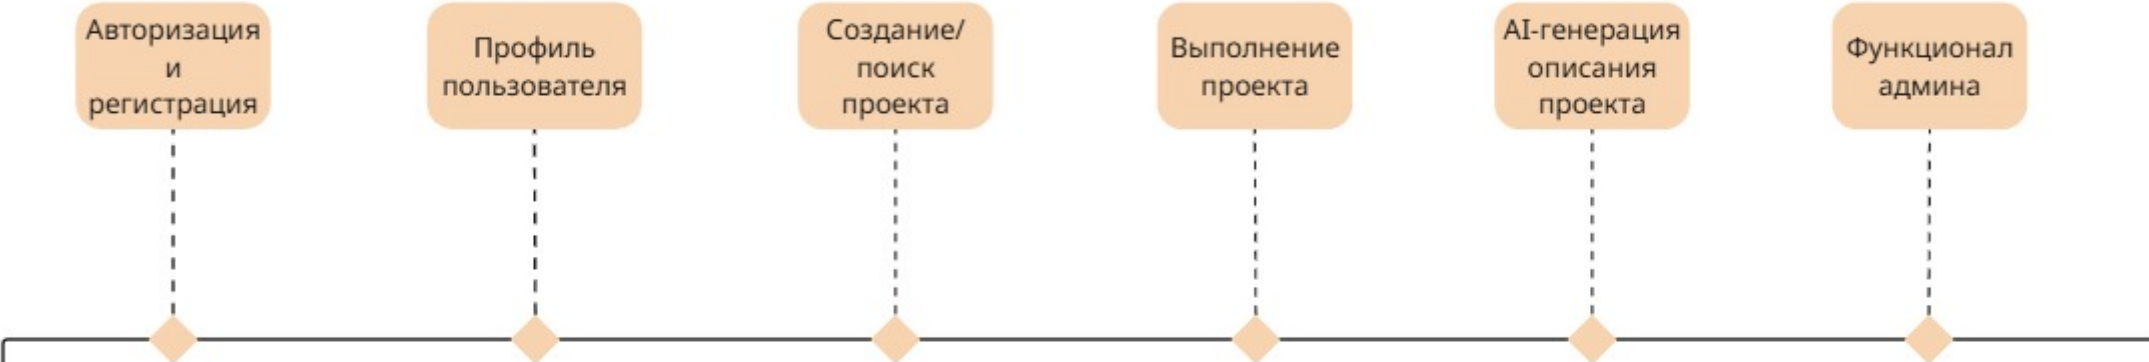 Авторизация
и
регистрация
Профиль
пользователя
Создание/
поиск
проекта
Выполнение
проекта
AI-генерация
описания
проекта
Функционал
админа